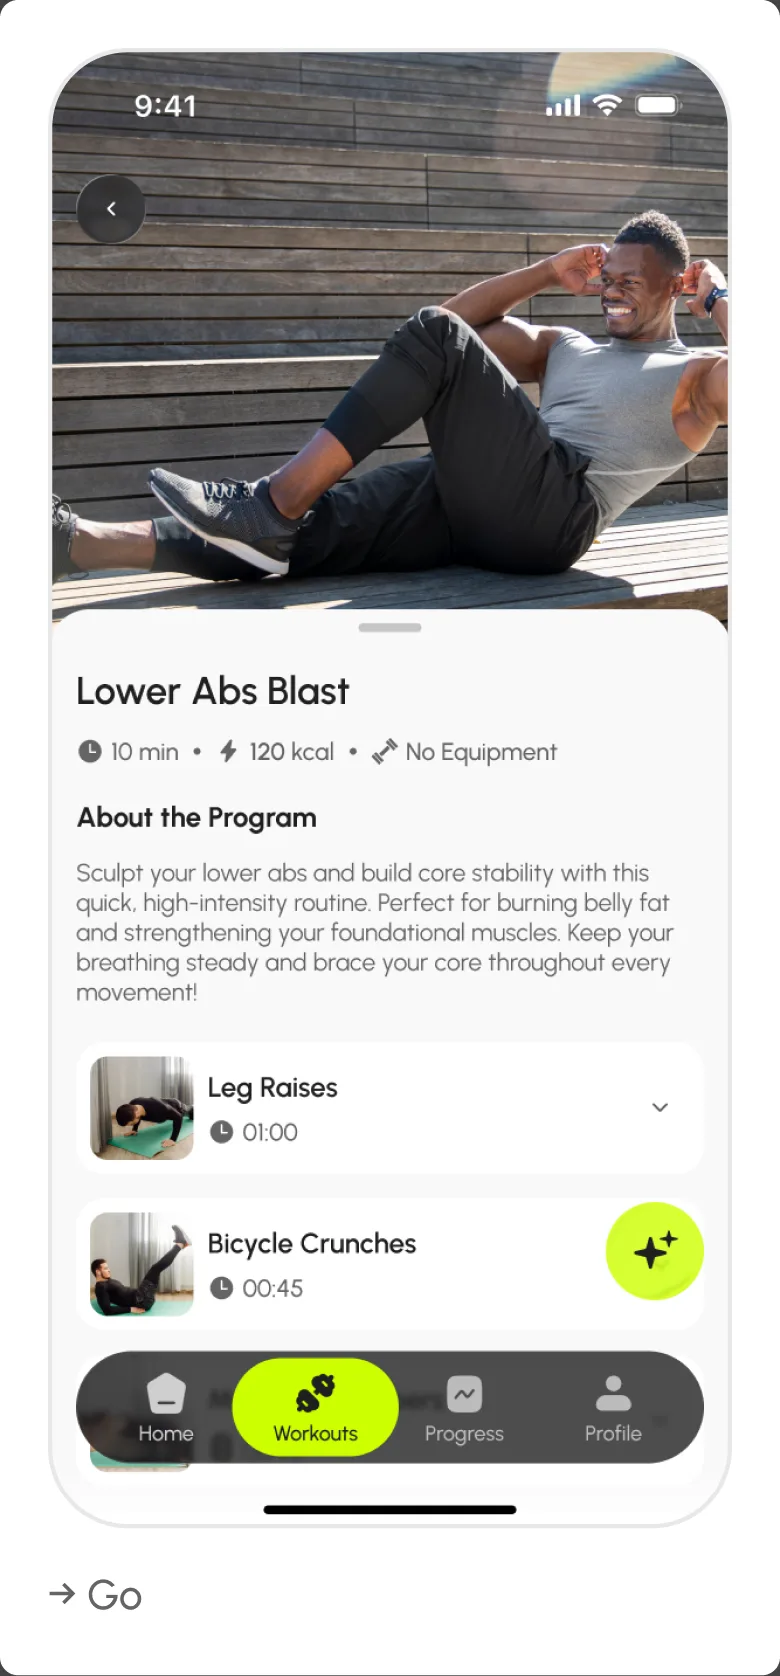 9:41
Lower Abs Blast
10 min • 120 kcal • No Equipment
About the Program
Sculpt your lower abs and build core stability with this
quick, high-intensity routine. Perfect for burning belly fat
and strengthening your foundational muscles. Keep your
breathing steady and brace your core throughout every
movement!
Leg Raises
01:00
Bicycle Crunches
00:45
Home Workouts Progress Profile
→ Go